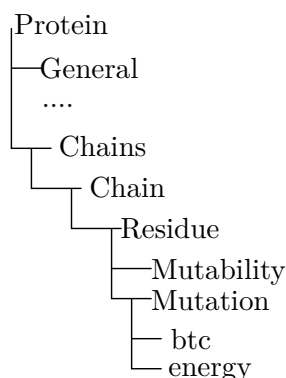 Protein
General
....
Chains
Chain
Residue
Mutability
Mutation
btc
energy